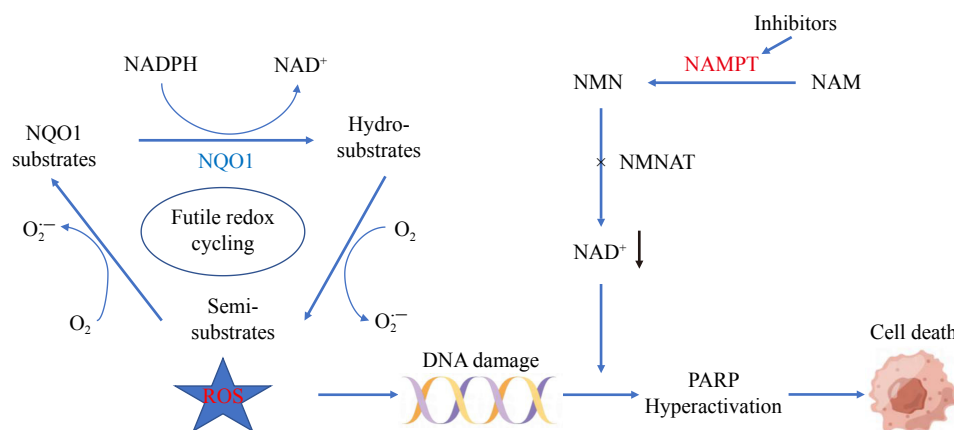 Inhibitors
NADPH
NAD⁺
NAMPT
NMN
NAM
NQO1
substrates
Hydro-
substrates
NQO1
NMNAT
Futile redox
cycling
O₂·−
O₂
NAD⁺
Semi-
substrates
O₂
O₂·−
Cell death
DNA damage
ROS
PARP
Hyperactivation